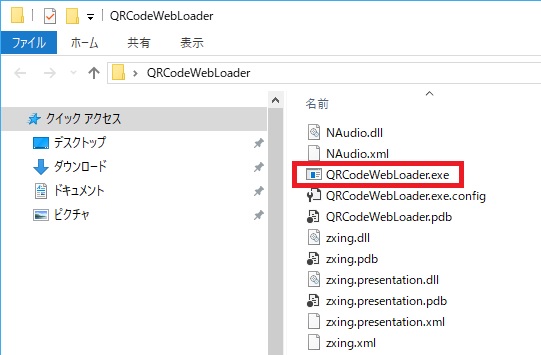 QRCodeWebLoader
ファイル ホーム 共有 表示
QRCodeWebLoader
クイック アクセス
デスクトップ
ダウンロード
ドキュメント
ピクチャ
名前
NAudio.dll
NAudio.xml
QRCodeWebLoader.exe
QRCodeWebLoader.exe.config
QRCodeWebLoader.pdb
zxing.dll
zxing.pdb
zxing.presentation.dll
zxing.presentation.pdb
zxing.presentation.xml
zxing.xml